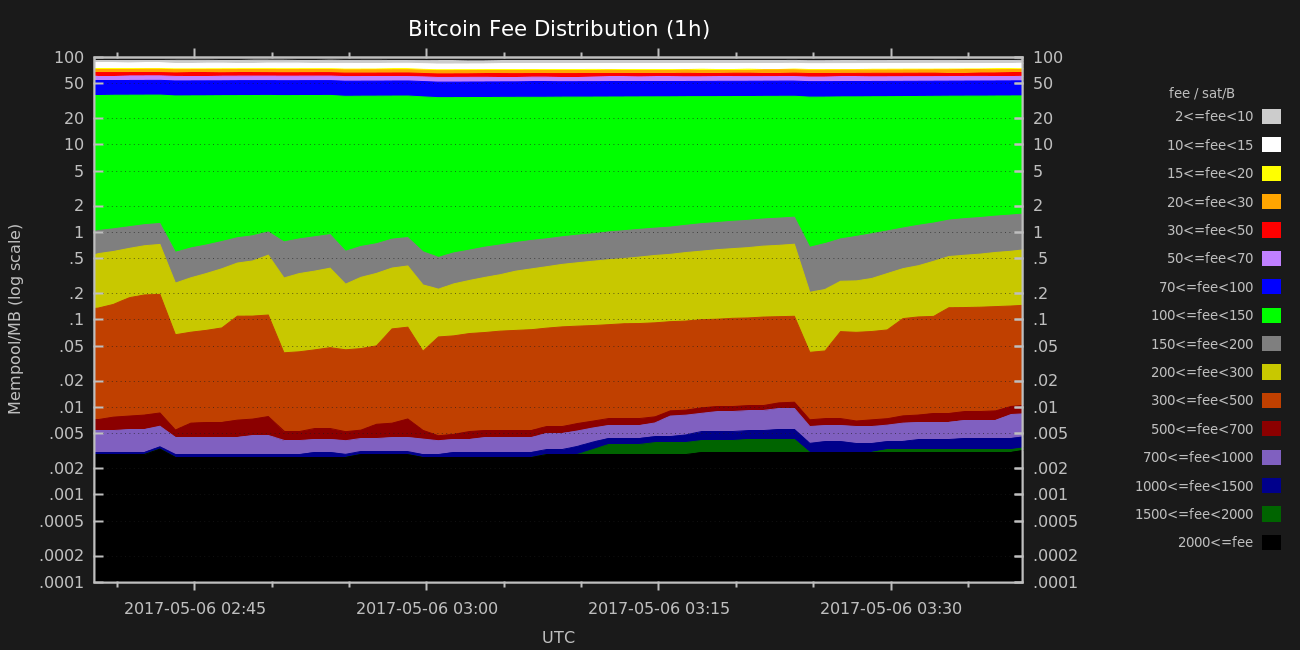 Bitcoin Fee Distribution (1h)
Mempool/MB (log scale)
100
50
20
10
5
2
1
.5
.2
.1
.05
.02
.01
.005
.002
.001
.0005
.0002
.0001
100
50
20
10
5
2
1
.5
.2
.1
.05
.02
.01
.005
.002
.001
.0005
.0002
.0001
2017-05-06 02:45
2017-05-06 03:00
2017-05-06 03:15
2017-05-06 03:30
UTC
fee / sat/B
2<=fee<10
10<=fee<15
15<=fee<20
20<=fee<30
30<=fee<50
50<=fee<70
70<=fee<100
100<=fee<150
150<=fee<200
200<=fee<300
300<=fee<500
500<=fee<700
700<=fee<1000
1000<=fee<1500
1500<=fee<2000
2000<=fee